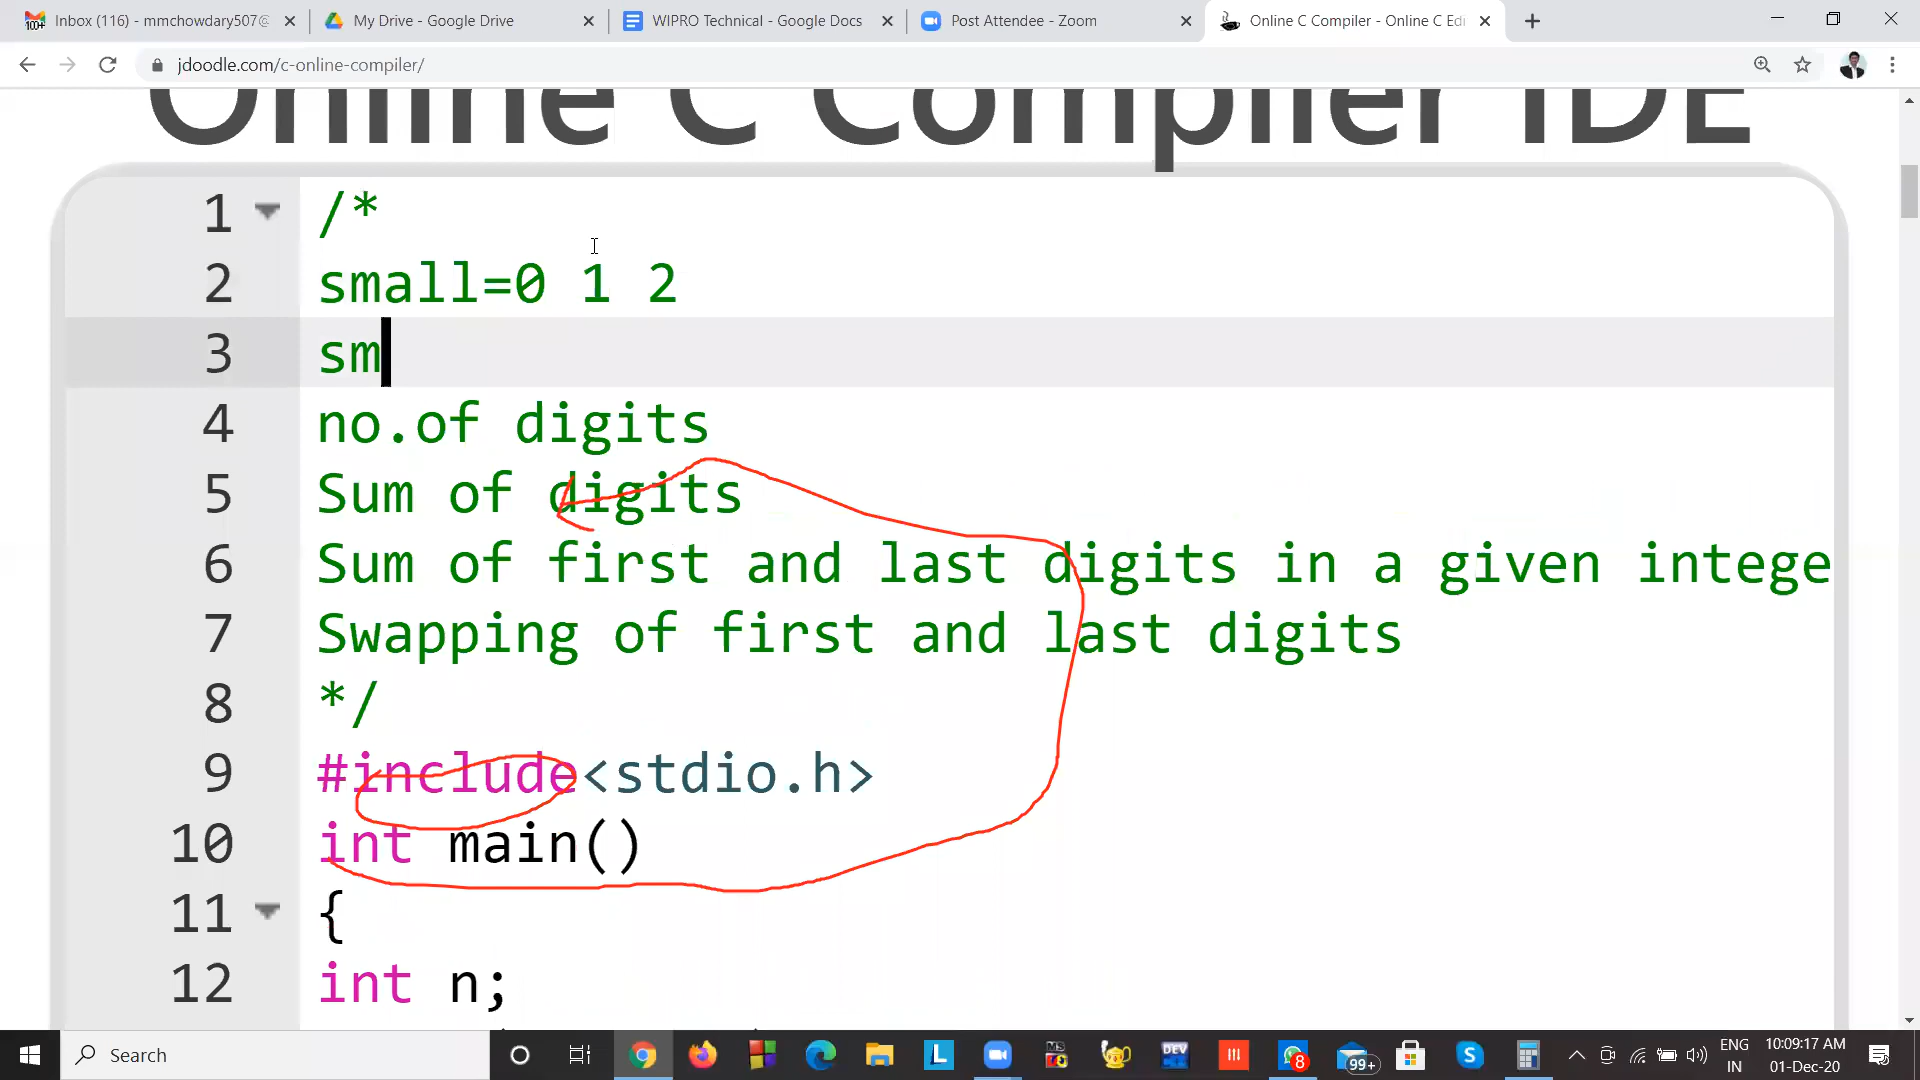 Inbox (116) - mmchowdary507@
My Drive - Google Drive
WIPRO Technical - Google Docs
Post Attendee - Zoom
Online C Compiler - Online C Edi
jdoodle.com/c-online-compiler/
Online C Compiler IDE
1 /*
2 small=0 1 2
3 sm
4 no.of digits
5 Sum of digits
6 Sum of first and last digits in a given intege
7 Swapping of first and last digits
8 */
9 #include<stdio.h>
10 int main()
11 {
12 int n;
Search
L
DEV
8
99+
S
ENG
IN
10:09:17 AM
01-Dec-20